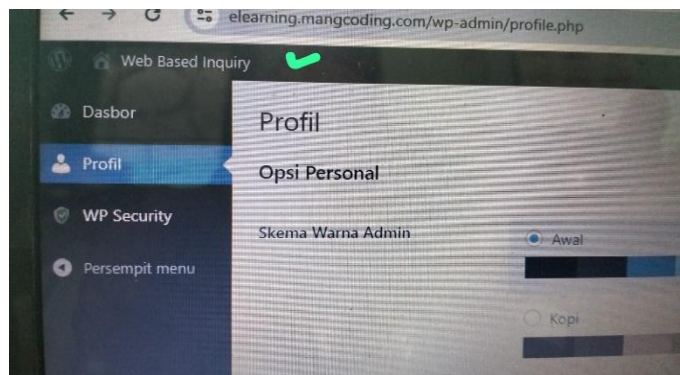 elearning.mangcoding.com/wp-admin/profile.php
Web Based Inquiry
Dasbor
Profil
WP Security
Persempit menu
Profil
Opsi Personal
Skema Warna Admin
Awal
Kopi